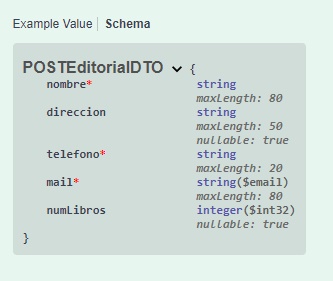 Example Value Schema
POSTEditorialDTO {
nombre* string
maxLength: 80
direccion string
maxLength: 50
nullable: true
telefono* string
maxLength: 20
mail* string($email)
maxLength: 80
numLibros integer($int32)
nullable: true
}